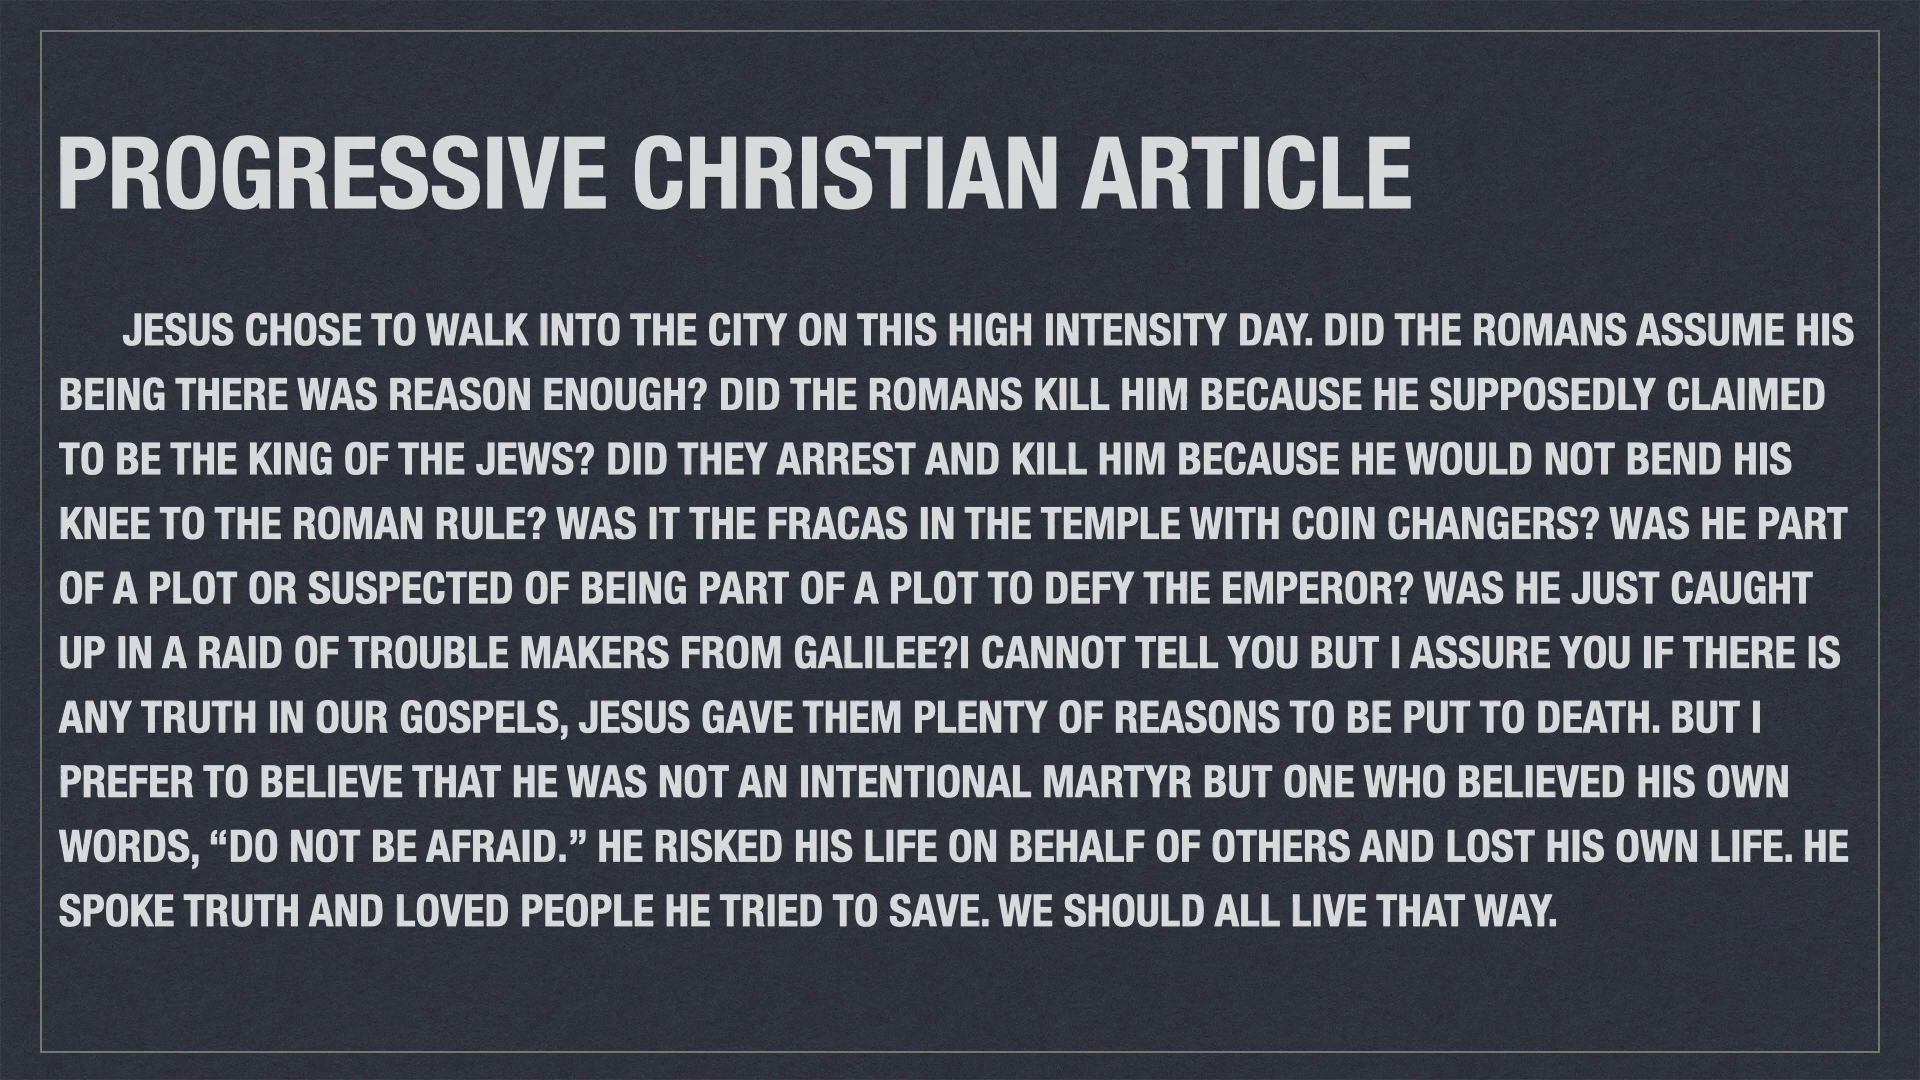 PROGRESSIVE CHRISTIAN ARTICLE
JESUS CHOSE TO WALK INTO THE CITY ON THIS HIGH INTENSITY DAY. DID THE ROMANS ASSUME HIS
BEING THERE WAS REASON ENOUGH? DID THE ROMANS KILL HIM BECAUSE HE SUPPOSEDLY CLAIMED
TO BE THE KING OF THE JEWS? DID THEY ARREST AND KILL HIM BECAUSE HE WOULD NOT BEND HIS
KNEE TO THE ROMAN RULE? WAS IT THE FRACAS IN THE TEMPLE WITH COIN CHANGERS? WAS HE PART
OF A PLOT OR SUSPECTED OF BEING PART OF A PLOT TO DEFY THE EMPEROR? WAS HE JUST CAUGHT
UP IN A RAID OF TROUBLE MAKERS FROM GALILEE?I CANNOT TELL YOU BUT I ASSURE YOU IF THERE IS
ANY TRUTH IN OUR GOSPELS, JESUS GAVE THEM PLENTY OF REASONS TO BE PUT TO DEATH. BUT I
PREFER TO BELIEVE THAT HE WAS NOT AN INTENTIONAL MARTYR BUT ONE WHO BELIEVED HIS OWN
WORDS, “DO NOT BE AFRAID.” HE RISKED HIS LIFE ON BEHALF OF OTHERS AND LOST HIS OWN LIFE. HE
SPOKE TRUTH AND LOVED PEOPLE HE TRIED TO SAVE. WE SHOULD ALL LIVE THAT WAY.